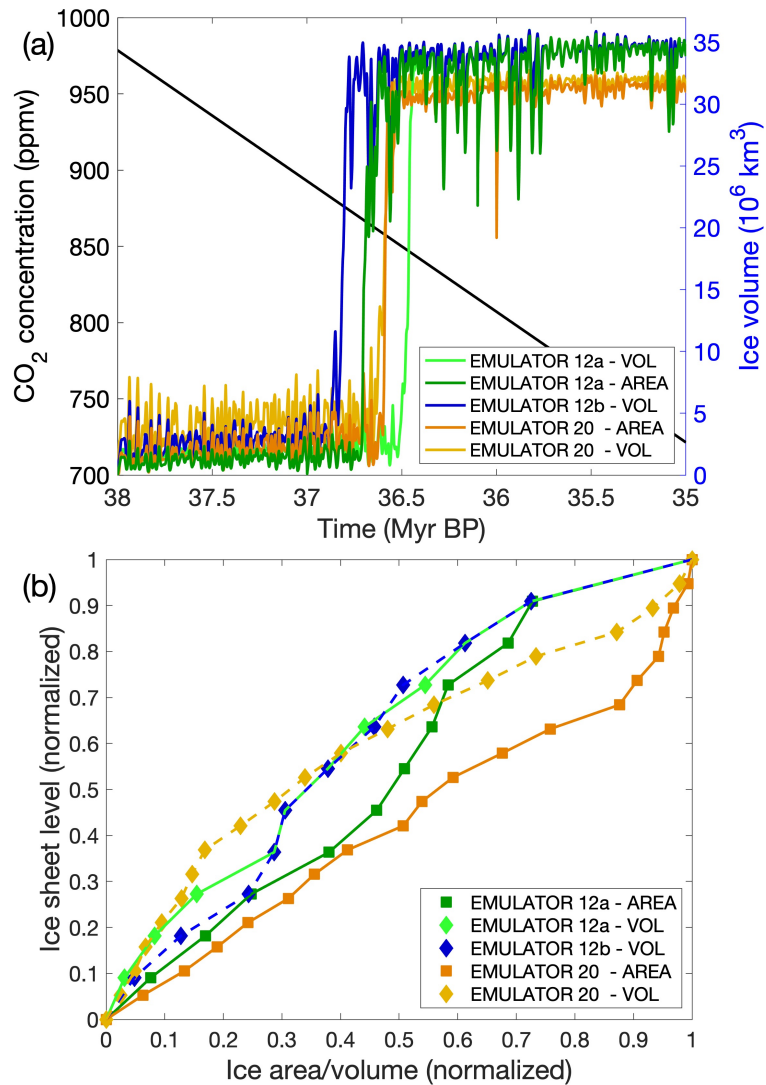 (a)
1000
950
900
850
800
750
700
CO2 concentration (ppmv)
35
30
25
20
15
10
5
0
Ice volume (10^6 km^3)
EMULATOR 12a - VOL
EMULATOR 12a - AREA
EMULATOR 12b - VOL
EMULATOR 20 - AREA
EMULATOR 20 - VOL
38 37.5 37 36.5 36 35.5 35
Time (Myr BP)
(b)
1
0.9
0.8
0.7
0.6
0.5
0.4
0.3
0.2
0.1
0
Ice sheet level (normalized)
EMULATOR 12a - AREA
EMULATOR 12a - VOL
EMULATOR 12b - VOL
EMULATOR 20 - AREA
EMULATOR 20 - VOL
0 0.1 0.2 0.3 0.4 0.5 0.6 0.7 0.8 0.9 1
Ice area/volume (normalized)